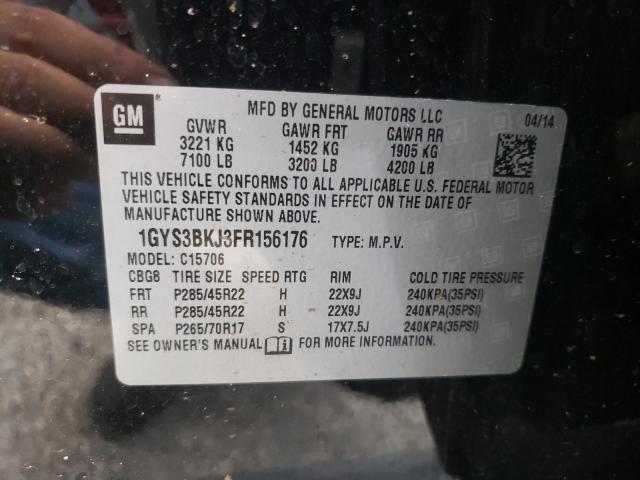 GM
MFD BY GENERAL MOTORS LLC
04/14
GVWR GAWR FRT GAWR RR
3221 KG 1452 KG 1905 KG
7100 LB 3200 LB 4200 LB
THIS VEHICLE CONFORMS TO ALL APPLICABLE U.S. FEDERAL MOTOR
VEHICLE SAFETY STANDARDS IN EFFECT ON THE DATE OF
MANUFACTURE SHOWN ABOVE.
1GYS3BKJ3FR156176 TYPE: M.P.V.
MODEL: C15706
CBG8 TIRE SIZE SPEED RTG RIM COLD TIRE PRESSURE
FRT P285/45R22 H 22X9J 240KPA(35PSI)
RR P285/45R22 H 22X9J 240KPA(35PSI)
SPA P265/70R17 S 17X7.5J 240KPA(35PSI)
SEE OWNER'S MANUAL i FOR MORE INFORMATION.